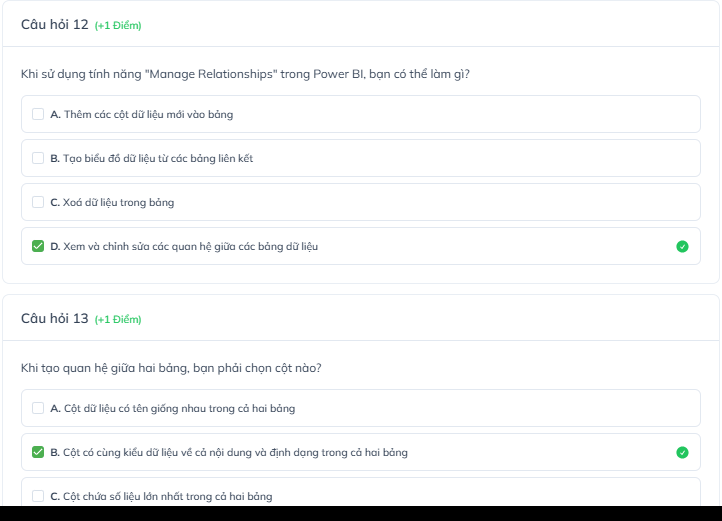 Câu hỏi 12 (+1 Điểm)
Khi sử dụng tính năng "Manage Relationships" trong Power BI, bạn có thể làm gì?
A. Thêm các cột dữ liệu mới vào bảng
B. Tạo biểu đồ dữ liệu từ các bảng liên kết
C. Xoá dữ liệu trong bảng
D. Xem và chỉnh sửa các quan hệ giữa các bảng dữ liệu
Câu hỏi 13 (+1 Điểm)
Khi tạo quan hệ giữa hai bảng, bạn phải chọn cột nào?
A. Cột dữ liệu có tên giống nhau trong cả hai bảng
B. Cột có cùng kiểu dữ liệu về cả nội dung và định dạng trong cả hai bảng
C. Cột chứa số liệu lớn nhất trong cả hai bảng